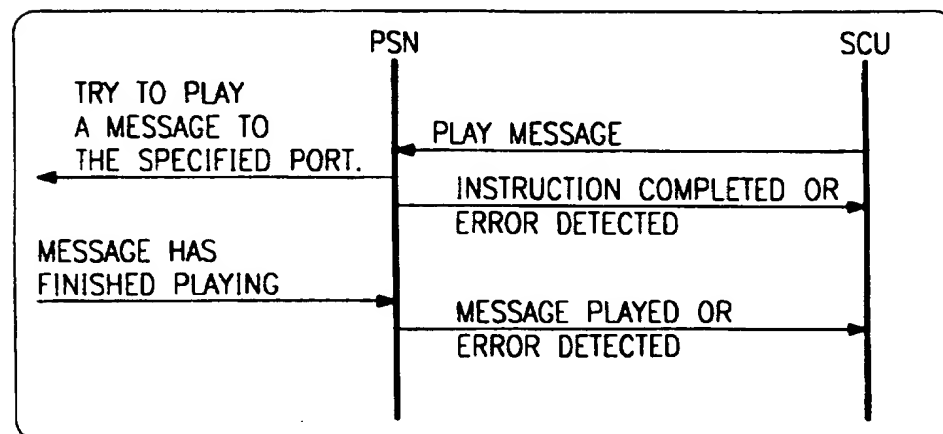 PSN
SCU
TRY TO PLAY
A MESSAGE TO
THE SPECIFIED PORT.
PLAY MESSAGE
INSTRUCTION COMPLETED OR
ERROR DETECTED
MESSAGE HAS
FINISHED PLAYING
MESSAGE PLAYED OR
ERROR DETECTED